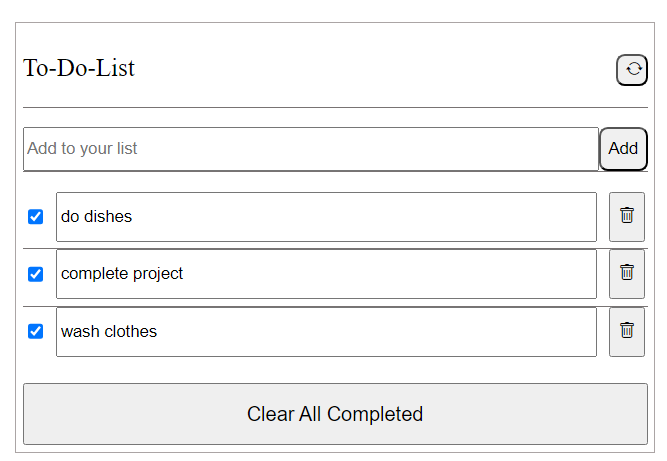 To-Do-List
Add to your list
Add
do dishes
complete project
wash clothes
Clear All Completed